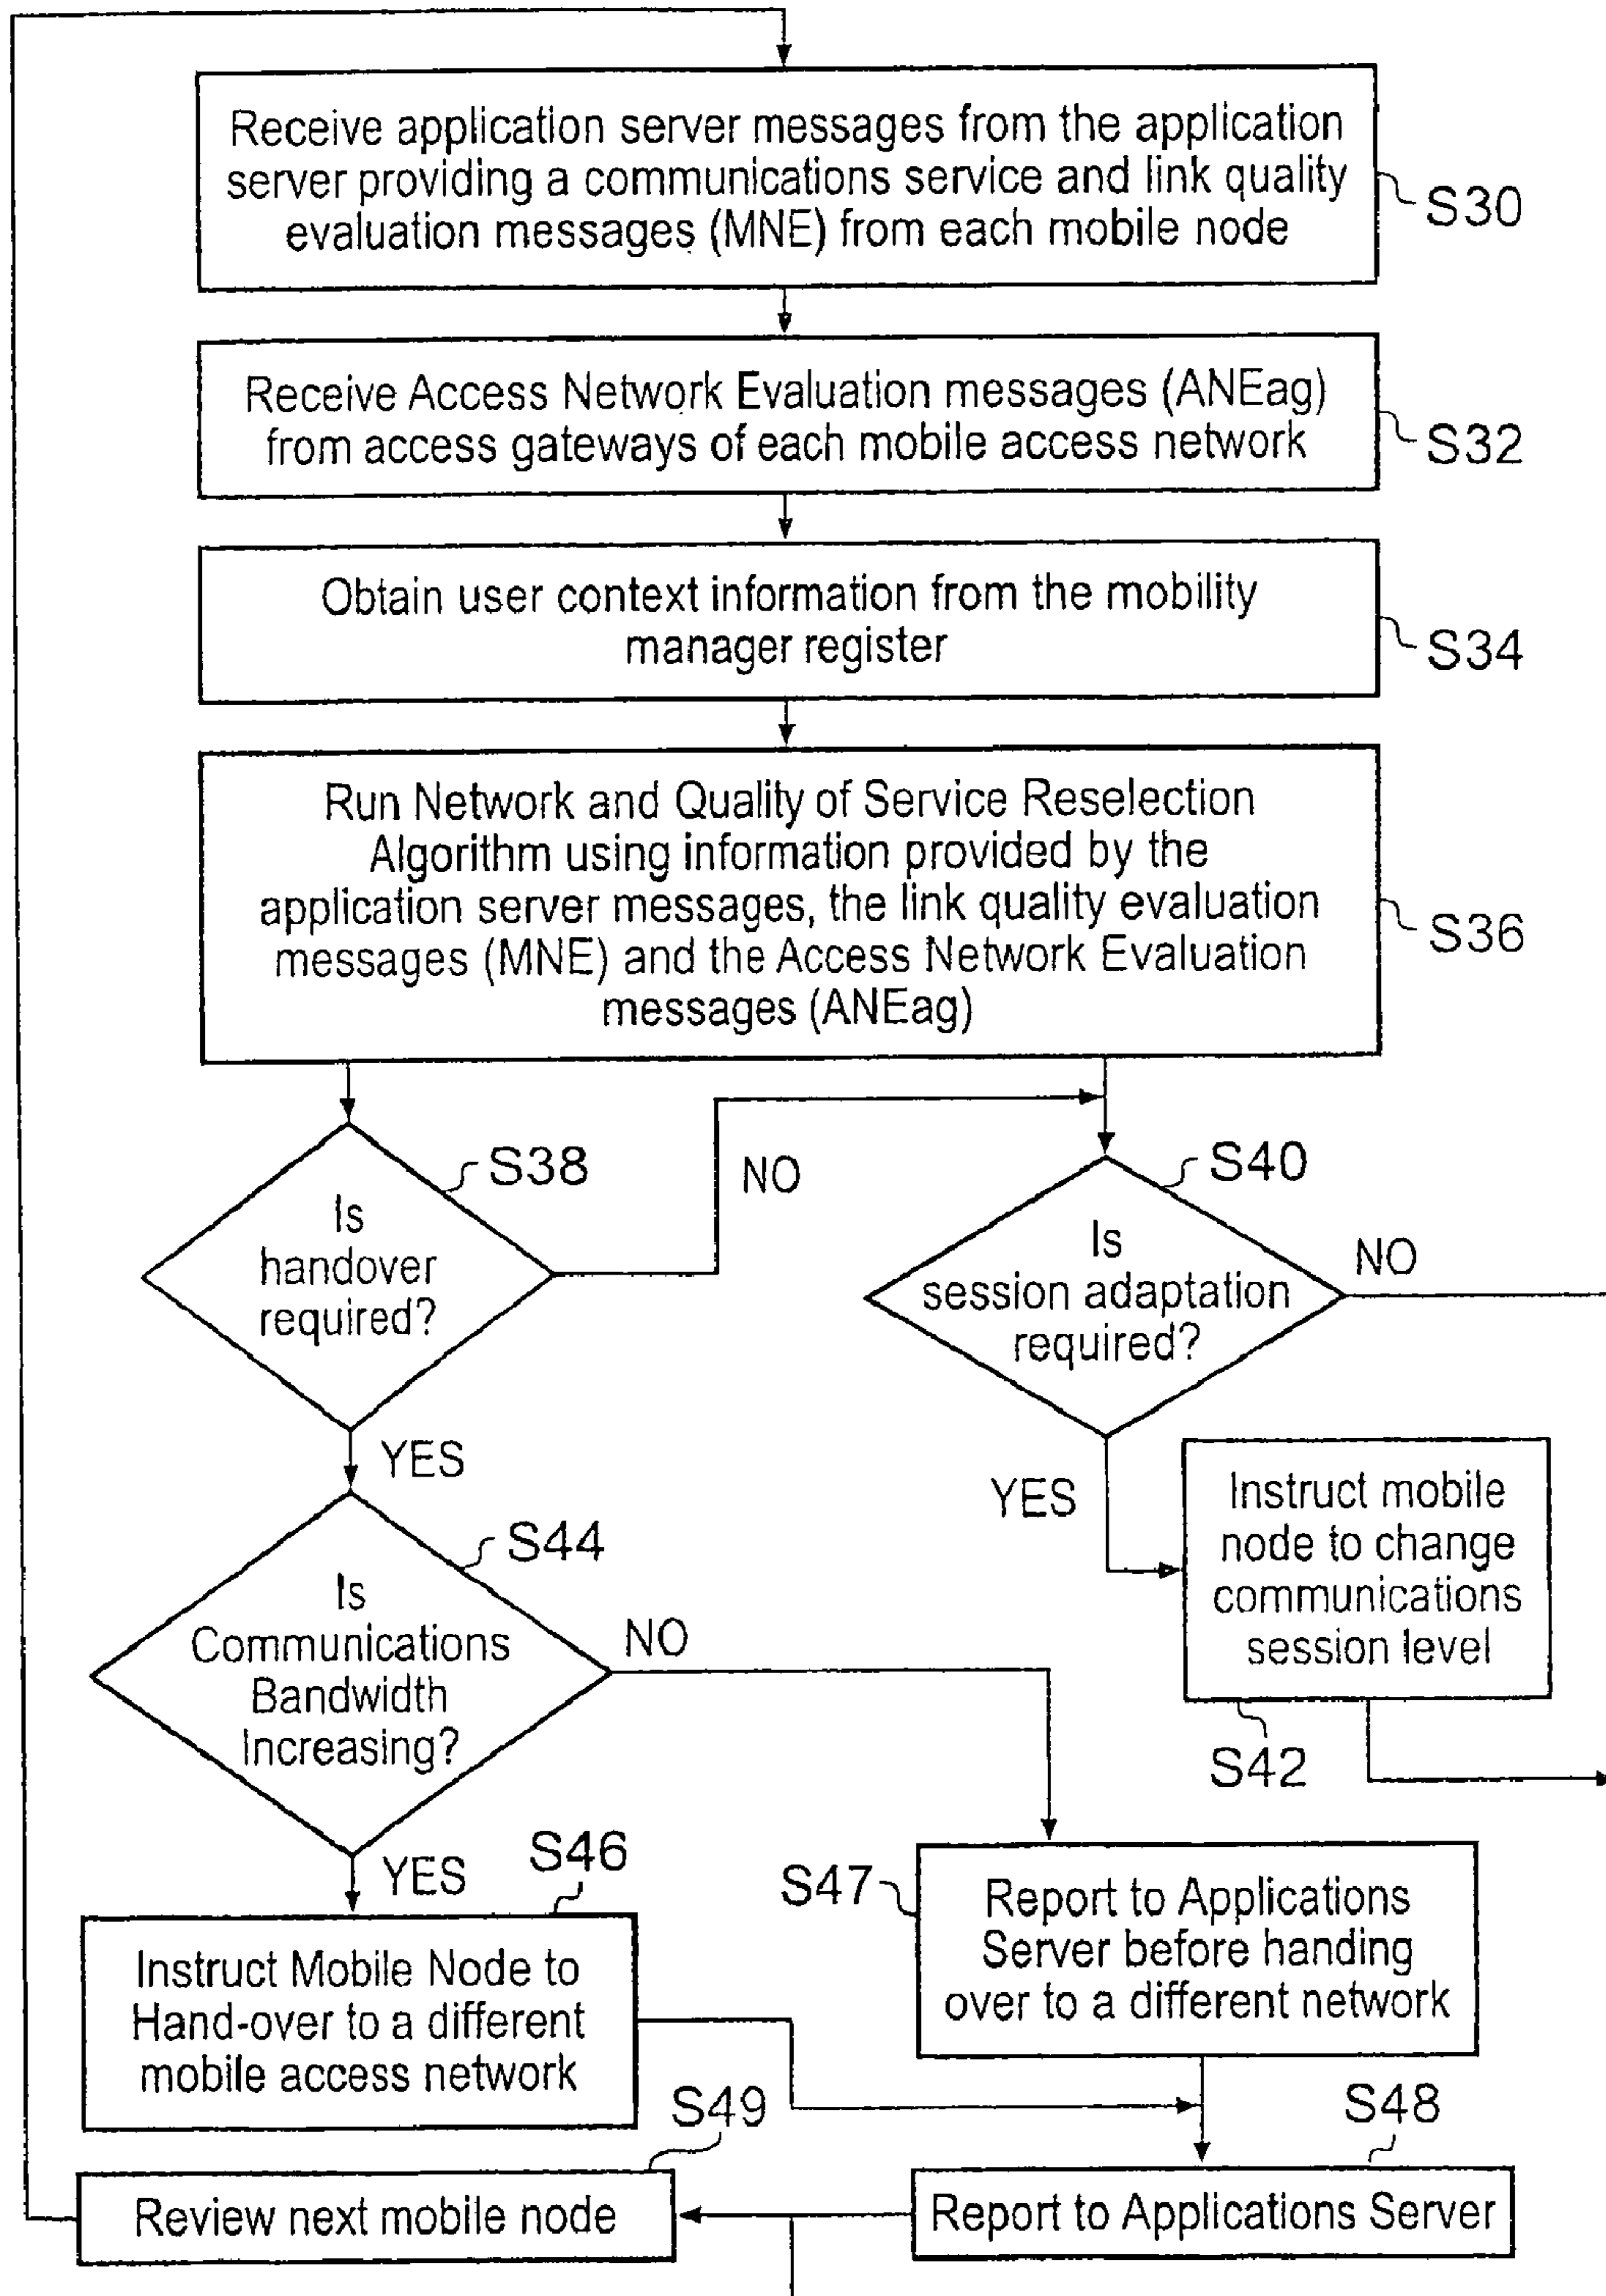 Receive application server messages from the application
server providing a communications service and link quality
evaluation messages (MNE) from each mobile node
S30
Receive Access Network Evaluation messages (ANEag)
from access gateways of each mobile access network
S32
Obtain user context information from the mobility
manager register
S34
Run Network and Quality of Service Reselection
Algorithm using information provided by the
application server messages, the link quality evaluation
messages (MNE) and the Access Network Evaluation
messages (ANEag)
S36
S38
Is
handover
required?
NO
S40
Is
session adaptation
required?
NO
YES
YES
Instruct mobile
node to change
communications
session level
S42
S44
Is
Communications
Bandwidth
Increasing?
NO
YES
S46
Instruct Mobile Node to
Hand-over to a different
mobile access network
S47
Report to Applications
Server before handing
over to a different network
S49
Review next mobile node
S48
Report to Applications Server